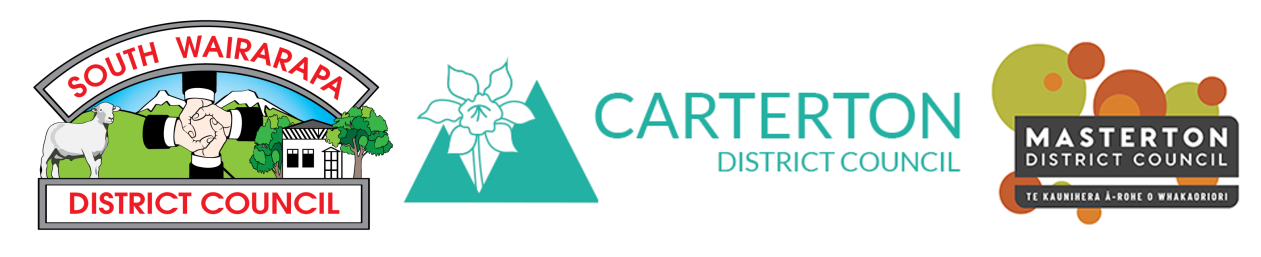 SOUTH WAIRARAPA
DISTRICT COUNCIL
CARTERTON
DISTRICT COUNCIL
MASTERTON
DISTRICT COUNCIL
TE KAUNIHERA Ā-ROHE O WHAKAORIORI